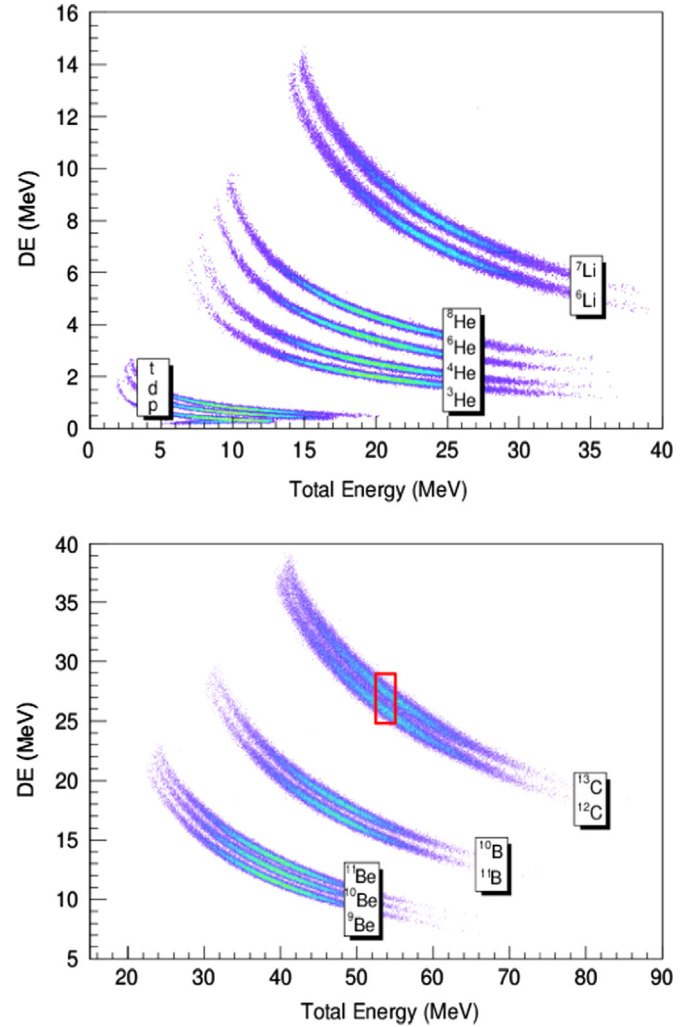 16
14
12
10
8
6
4
2
0
DE (MeV)
⁷Li
⁶Li
⁸He
⁶He
⁴He
³He
t
d
p
0 5 10 15 20 25 30 35 40
Total Energy (MeV)
40
35
30
25
20
15
10
5
DE (MeV)
¹³C
¹²C
¹⁰B
¹¹B
¹¹Be
¹⁰Be
⁹Be
20 30 40 50 60 70 80 90
Total Energy (MeV)